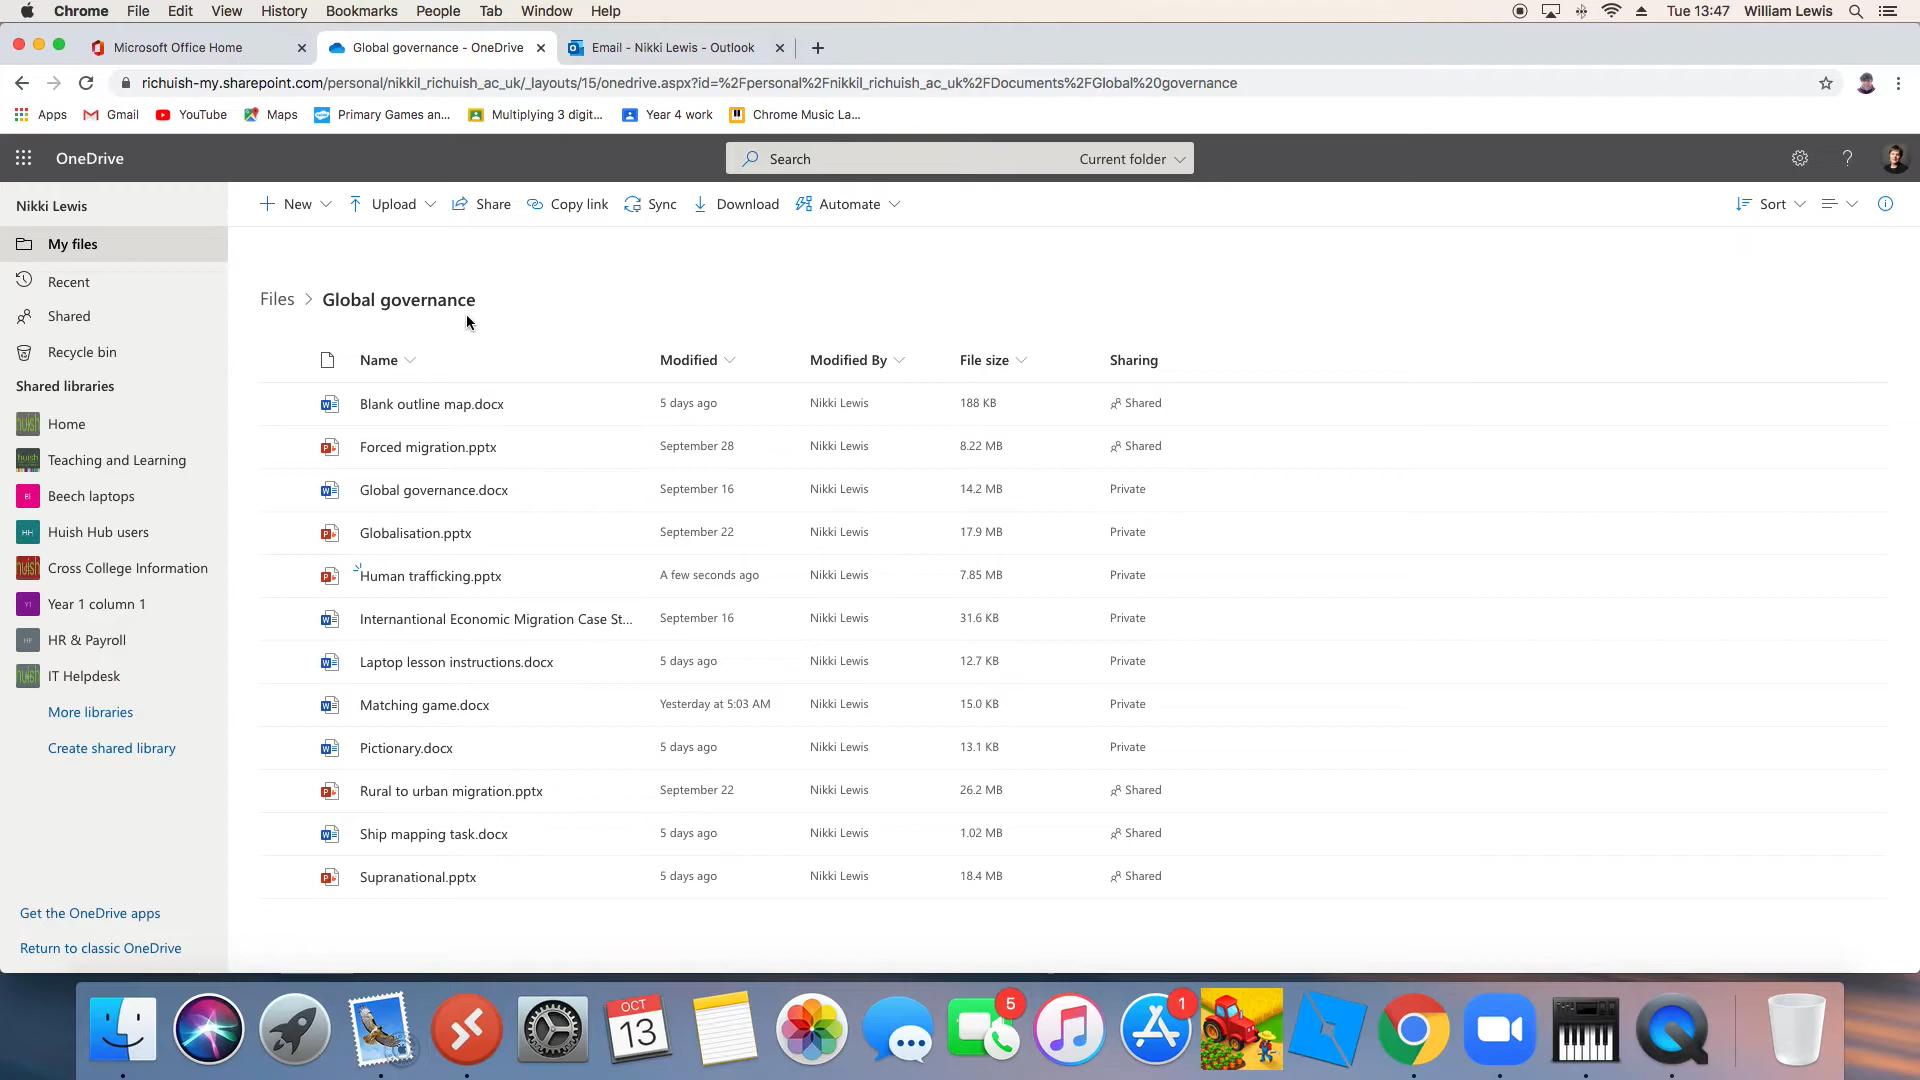 Chrome File Edit View History Bookmarks People Tab Window Help Tue 13:47 William Lewis
Microsoft Office Home Global governance - OneDrive Email - Nikki Lewis - Outlook
richuish-my.sharepoint.com/personal/nikkil_richuish_ac_uk/_layouts/15/onedrive.aspx?id=%2Fpersonal%2Fnikkil_richuish_ac_uk%2FDocuments%2FGlobal%20governance
Apps Gmail YouTube Maps Primary Games an... Multiplying 3 digit... Year 4 work Chrome Music La...
OneDrive Search Current folder ?
Nikki Lewis
New Upload Share Copy link Sync Download Automate Sort
My files
Recent
Shared
Recycle bin
Shared libraries
Home
Teaching and Learning
Beech laptops
Huish Hub users
Cross College Information
Year 1 column 1
HR & Payroll
IT Helpdesk
More libraries
Create shared library
Get the OneDrive apps
Return to classic OneDrive
Files > Global governance
Name Modified Modified By File size Sharing
Blank outline map.docx 5 days ago Nikki Lewis 188 KB Shared
Forced migration.pptx September 28 Nikki Lewis 8.22 MB Shared
Global governance.docx September 16 Nikki Lewis 14.2 MB Private
Globalisation.pptx September 22 Nikki Lewis 17.9 MB Private
Human trafficking.pptx A few seconds ago Nikki Lewis 7.85 MB Private
Internantional Economic Migration Case St... September 16 Nikki Lewis 31.6 KB Private
Laptop lesson instructions.docx 5 days ago Nikki Lewis 12.7 KB Private
Matching game.docx Yesterday at 5:03 AM Nikki Lewis 15.0 KB Private
Pictionary.docx 5 days ago Nikki Lewis 13.1 KB Private
Rural to urban migration.pptx September 22 Nikki Lewis 26.2 MB Shared
Ship mapping task.docx 5 days ago Nikki Lewis 1.02 MB Shared
Supranational.pptx 5 days ago Nikki Lewis 18.4 MB Shared
OCT
13
5
1